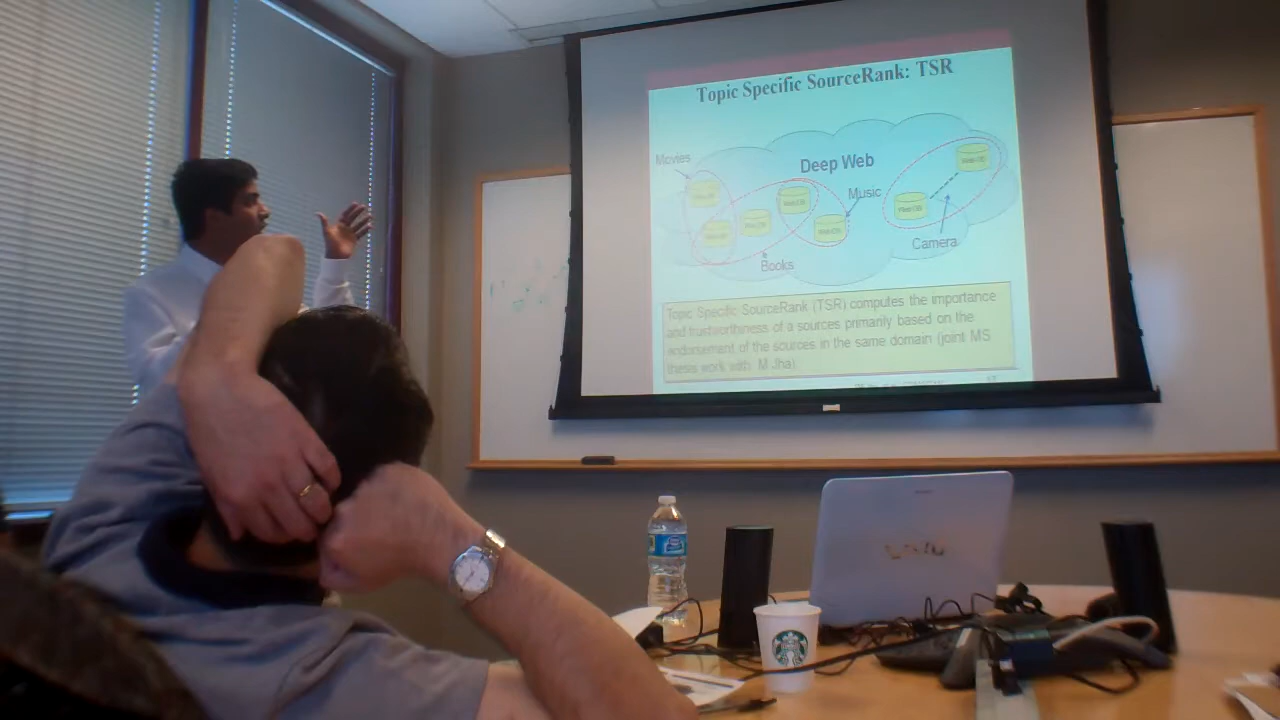 Topic Specific SourceRank: TSR
Movies
Deep Web
Music
Camera
Books
Topic Specific SourceRank (TSR) computes the importance
and trustworthiness of a sources primarily based on the
endorsement of the sources in the same domain (joint MS
thesis work with M Jha)
VAIO